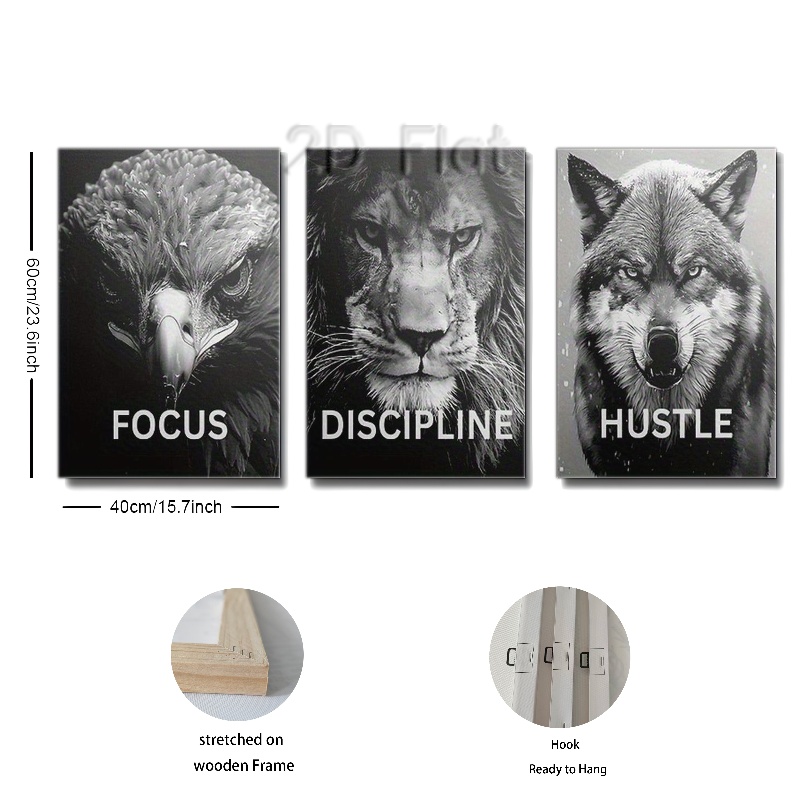 2D Flat
60cm/23.6inch
FOCUS
DISCIPLINE
HUSTLE
40cm/15.7inch
stretched on
wooden Frame
Hook
Ready to Hang